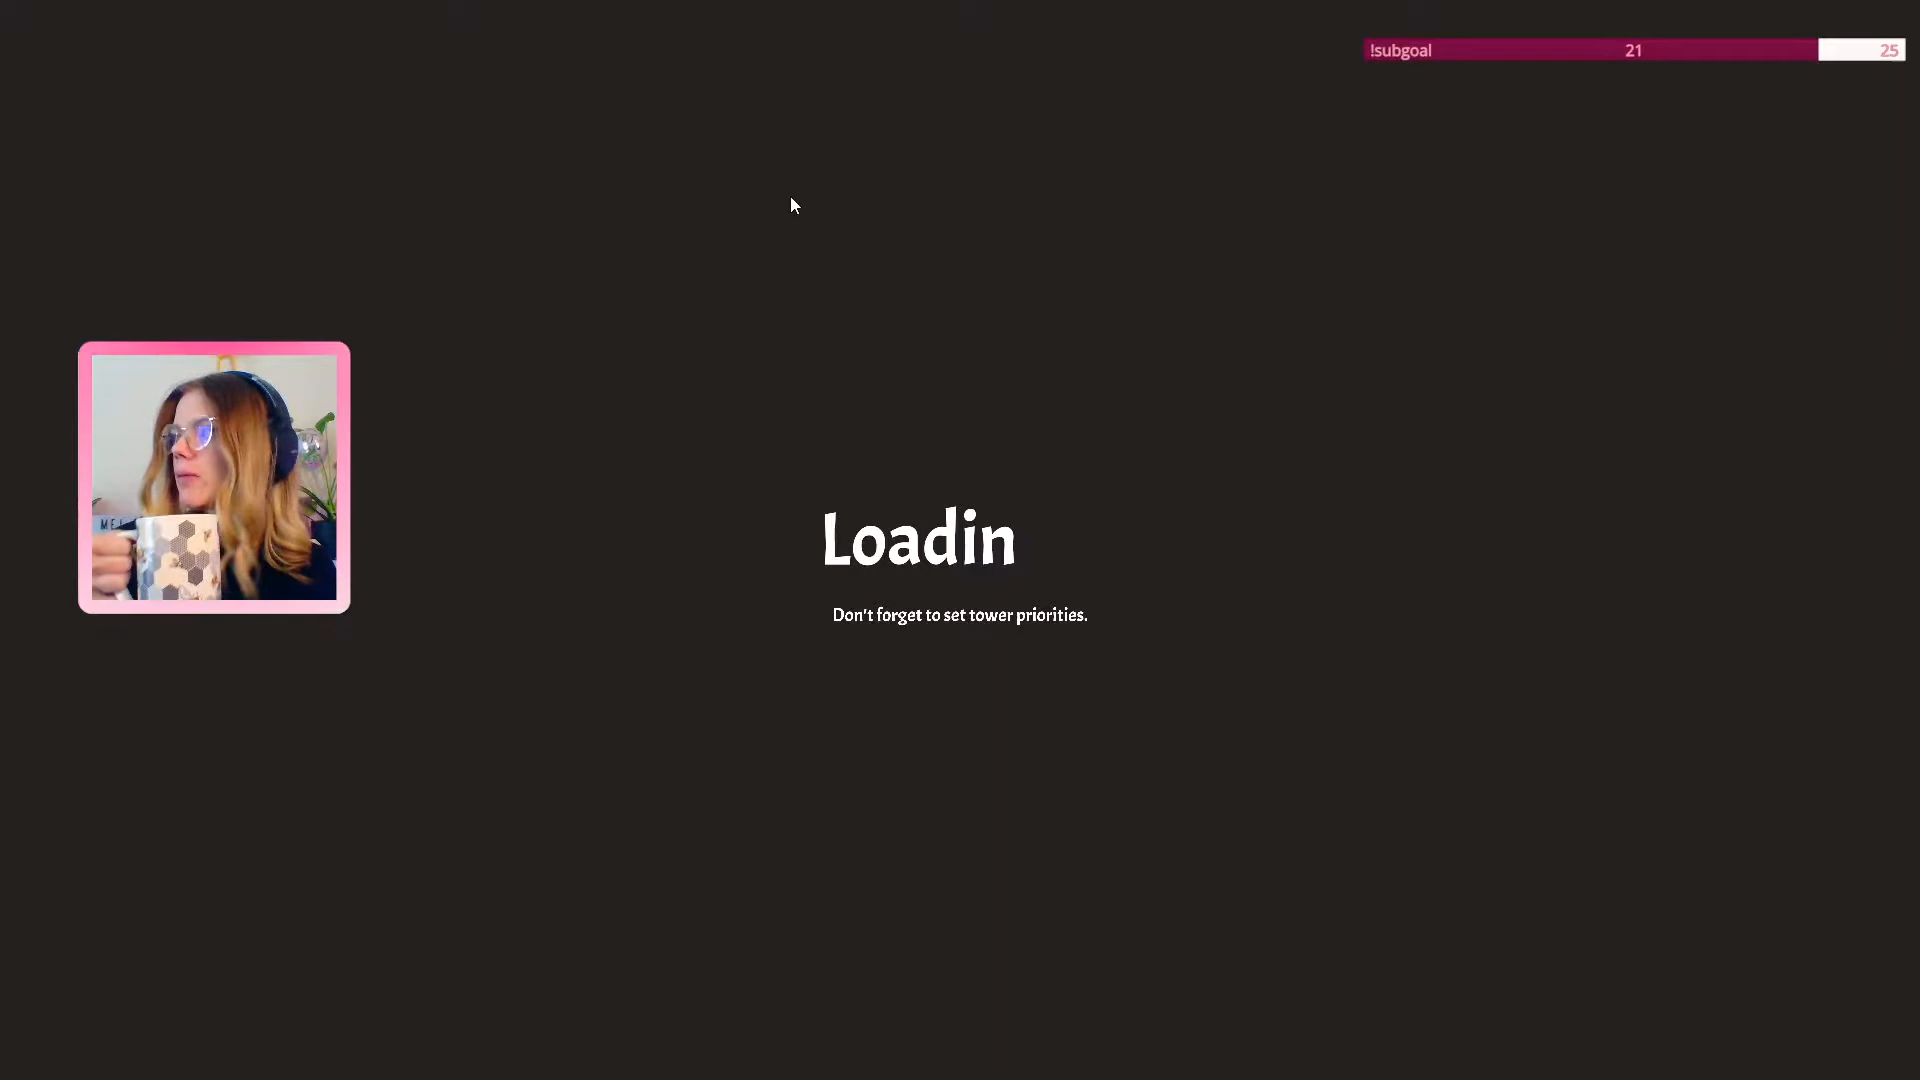 !subgoal 21 25
Loadin
Don't forget to set tower priorities.